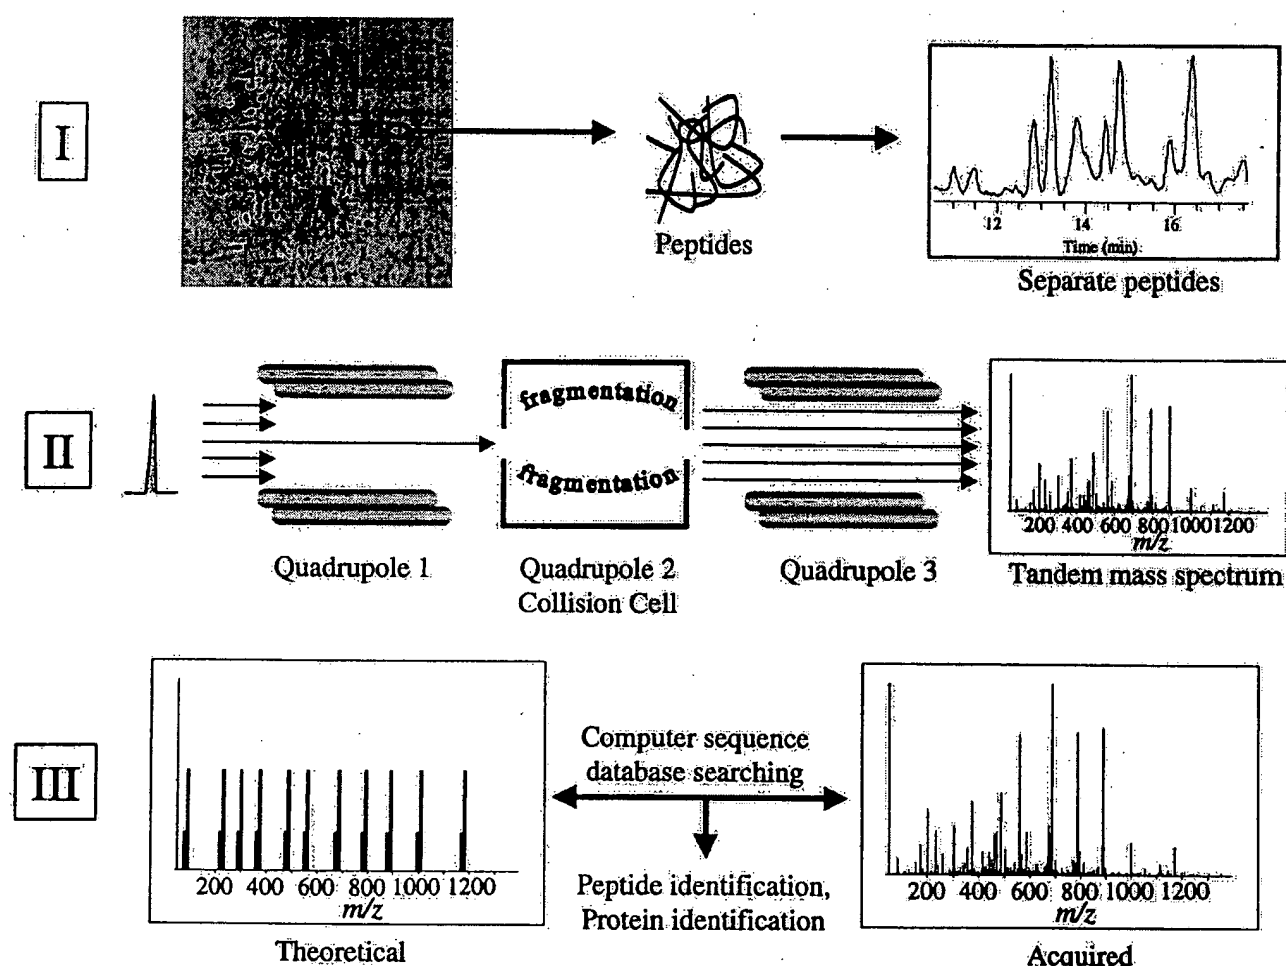 I
Peptides
12 14 16
Time (min)
Separate peptides
II
fragmentation
fragmentation
Quadrupole 1
Quadrupole 2
Collision Cell
Quadrupole 3
200 400 600 800 1000 1200
m/z
Tandem mass spectrum
III
200 400 600 800 1000 1200
m/z
Theoretical
Computer sequence
database searching
Peptide identification,
Protein identification
200 400 600 800 1000 1200
m/z
Acquired